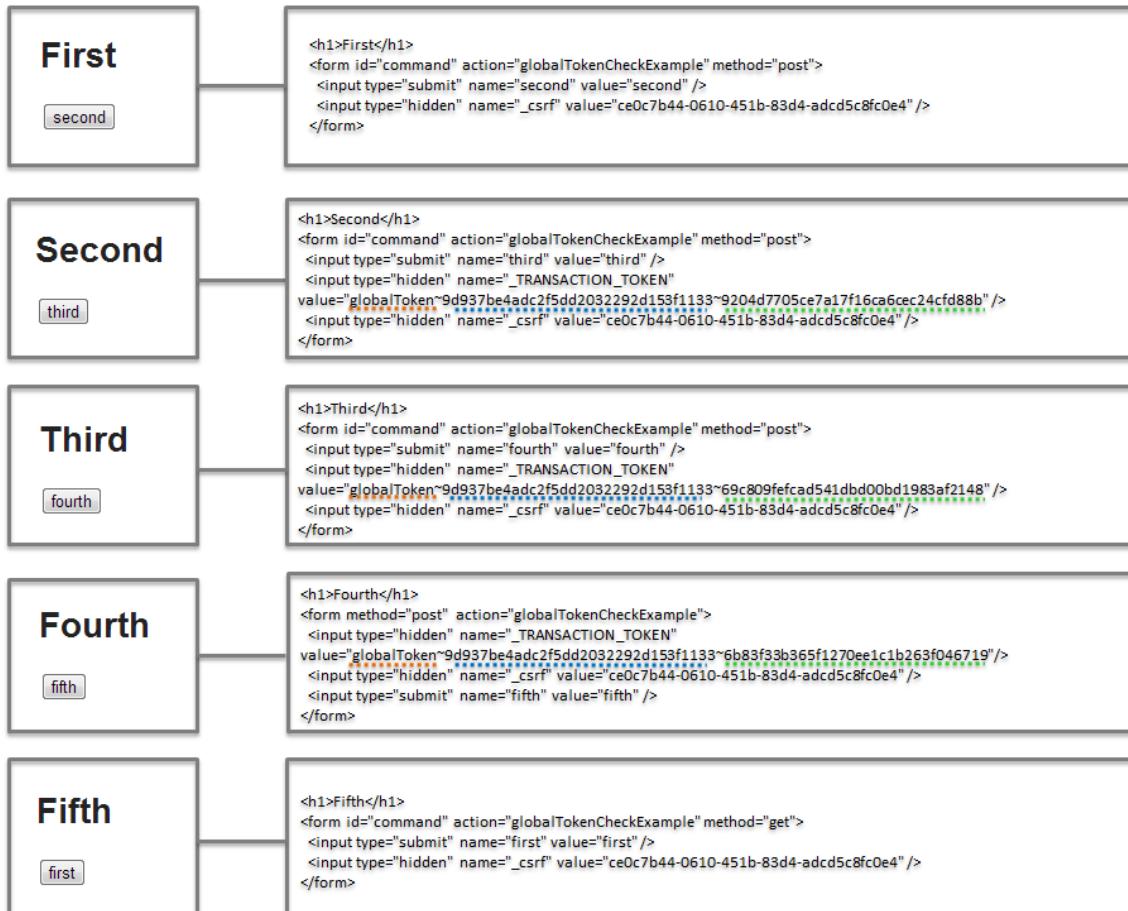 First
second
<h1>First</h1>
<form id="command" action="globalTokenCheckExample" method="post">
<input type="submit" name="second" value="second" />
<input type="hidden" name="_csrf" value="ce0c7b44-0610-451b-83d4-adcd5c8fc0e4" />
</form>
Second
third
<h1>Second</h1>
<form id="command" action="globalTokenCheckExample" method="post">
<input type="submit" name="third" value="third" />
<input type="hidden" name="_TRANSACTION_TOKEN"
value="globalToken~9d937be4adc2f5dd2032292d153f1133~9204d7705ce7a17f16ca6cec24cfd88b" />
<input type="hidden" name="_csrf" value="ce0c7b44-0610-451b-83d4-adcd5c8fc0e4" />
</form>
Third
fourth
<h1>Third</h1>
<form id="command" action="globalTokenCheckExample" method="post">
<input type="submit" name="fourth" value="fourth" />
<input type="hidden" name="_TRANSACTION_TOKEN"
value="globalToken~9d937be4adc2f5dd2032292d153f1133~69c809fefcad541dbd00bd1983af2148" />
<input type="hidden" name="_csrf" value="ce0c7b44-0610-451b-83d4-adcd5c8fc0e4" />
</form>
Fourth
fifth
<h1>Fourth</h1>
<form method="post" action="globalTokenCheckExample">
<input type="hidden" name="_TRANSACTION_TOKEN"
value="globalToken~9d937be4adc2f5dd2032292d153f1133~6b83f33b365f1270ee1c1b263f046719"/>
<input type="hidden" name="_csrf" value="ce0c7b44-0610-451b-83d4-adcd5c8fc0e4" />
<input type="submit" name="fifth" value="fifth" />
</form>
Fifth
first
<h1>Fifth</h1>
<form id="command" action="globalTokenCheckExample" method="get">
<input type="submit" name="first" value="first" />
<input type="hidden" name="_csrf" value="ce0c7b44-0610-451b-83d4-adcd5c8fc0e4" />
</form>